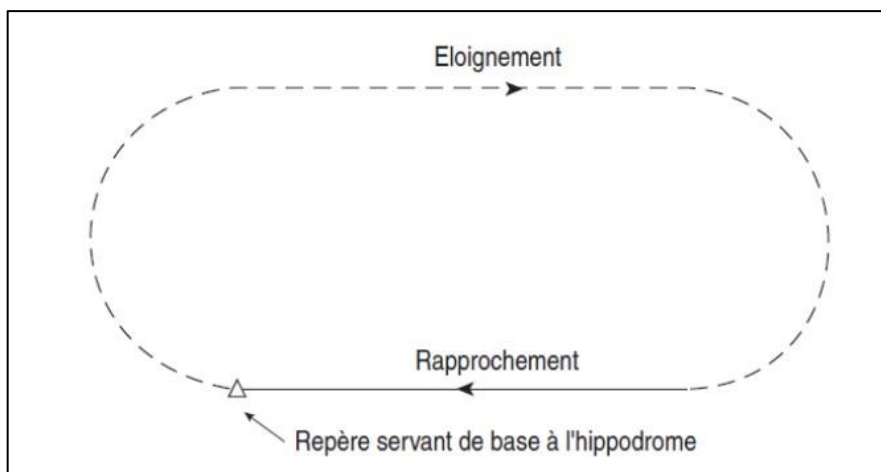 Eloignement
Rapprochement
Repère servant de base à l'hippodrome